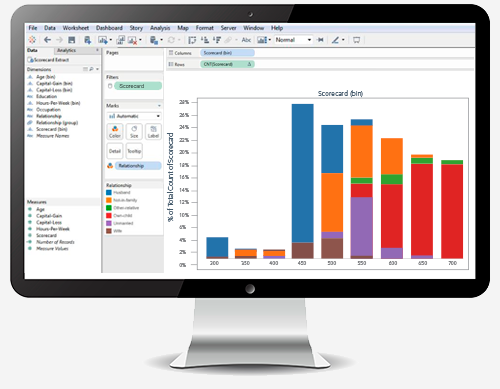 File Data Worksheet Dashboard Story Analysis Map Format Server Window Help
Abc Normal
Data Analytics
Scorecard Extract
Dimensions
Age (bin)
Capital-Gain (bin)
Capital-Loss (bin)
Education
Hours-Per-Week (bin)
Occupation
Relationship
Relationship (group)
Scorecard (bin)
Measure Names
Measures
Age
Capital-Gain
Capital-Loss
Hours-Per-Week
Scorecard
Number of Records
Measure Values
Pages
Filters
Scorecard
Marks
Automatic
Color Size Label
Detail Tooltip
Relationship
Relationship
Husband
Not-in-family
Other-relative
Own-child
Unmarried
Wife
Columns Scorecard (bin)
Rows CNT(Scorecard)
Scorecard (bin)
% of Total Count of Scorecard
28%
26%
24%
22%
20%
18%
16%
14%
12%
10%
8%
6%
4%
2%
0%
300 350 400 450 500 550 600 650 700